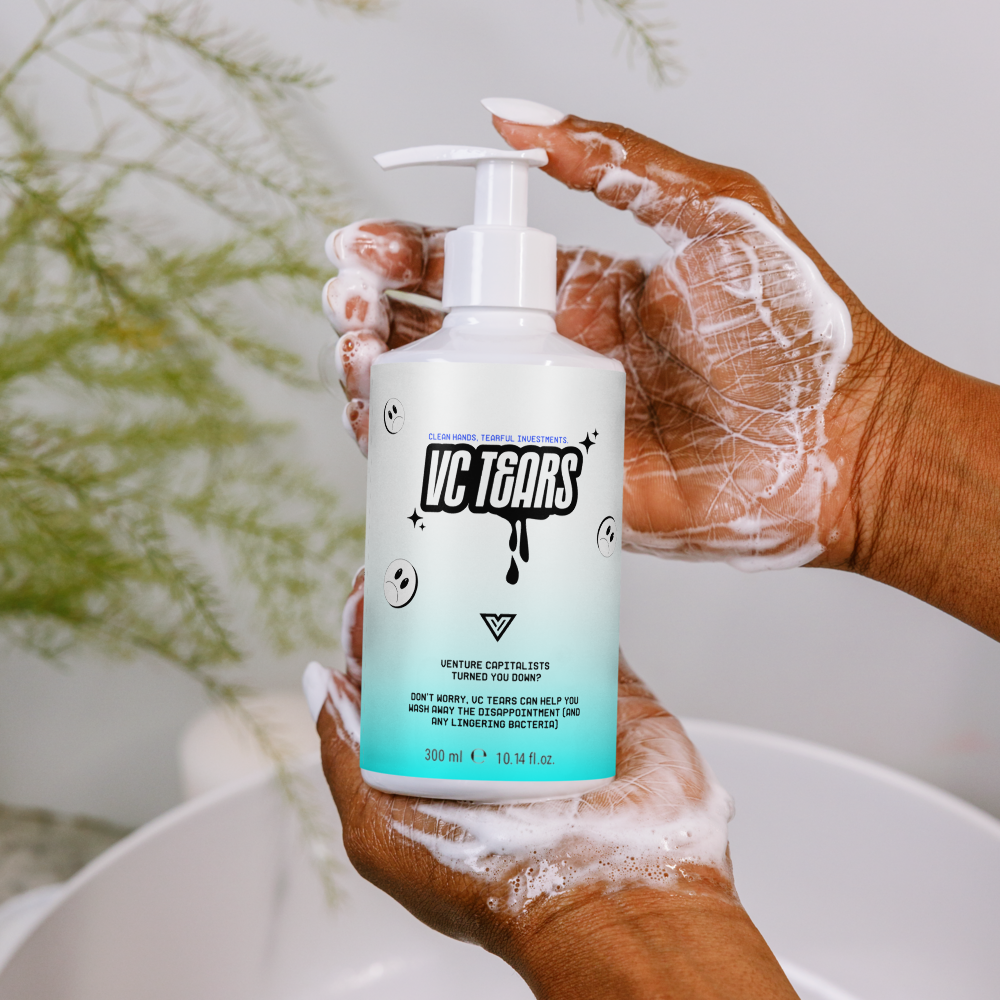 CLEAN HANDS, TEARFUL INVESTMENTS.
VC TEARS
VENTURE CAPITALISTS
TURNED YOU DOWN?
DON'T WORRY, VC TEARS CAN HELP YOU
WASH AWAY THE DISAPPOINTMENT (AND
ANY LINGERING BACTERIA)
300 ml ℮ 10.14 fl.oz.